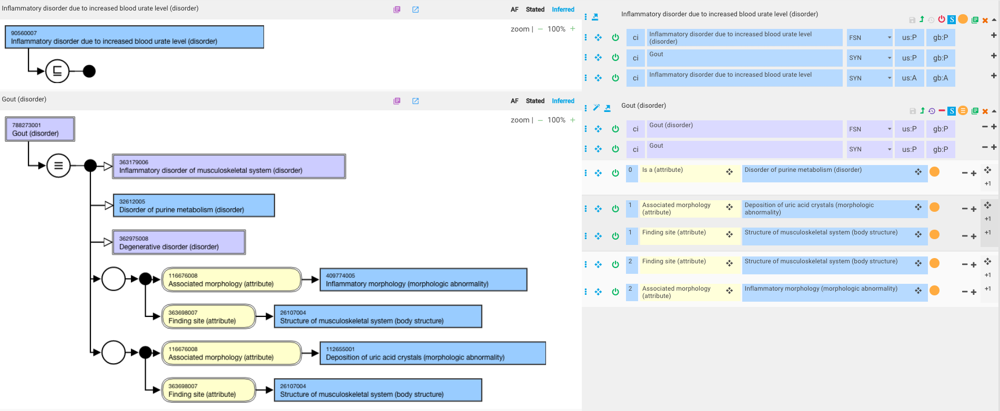 Inflammatory disorder due to increased blood urate level (disorder)
AF Stated Inferred
zoom | − 100% +
90560007
Inflammatory disorder due to increased blood urate level (disorder)
⊑
Gout (disorder)
AF Stated Inferred
zoom | − 100% +
788273001
Gout (disorder)
≡
363179006
Inflammatory disorder of musculoskeletal system (disorder)
32612005
Disorder of purine metabolism (disorder)
362975008
Degenerative disorder (disorder)
116676008
Associated morphology (attribute)
409774005
Inflammatory morphology (morphologic abnormality)
363698007
Finding site (attribute)
26107004
Structure of musculoskeletal system (body structure)
116676008
Associated morphology (attribute)
112655001
Deposition of uric acid crystals (morphologic abnormality)
363698007
Finding site (attribute)
26107004
Structure of musculoskeletal system (body structure)
Inflammatory disorder due to increased blood urate level (disorder)
S
ci Inflammatory disorder due to increased blood urate level
(disorder) FSN us:P gb:P +
ci Gout SYN us:P gb:P +
ci Inflammatory disorder due to increased blood urate level SYN us:A gb:A +
Gout (disorder)
S
ci Gout (disorder) FSN us:P gb:P − +
ci Gout SYN us:P gb:P − +
0 Is a (attribute) Disorder of purine metabolism (disorder) − +
+1
1 Associated morphology
(attribute) Deposition of uric acid crystals (morphologic
abnormality) − +
+1
1 Finding site (attribute) Structure of musculoskeletal system (body structure) − + +1
2 Finding site (attribute) Structure of musculoskeletal system (body structure) − +
+1
2 Associated morphology
(attribute) Inflammatory morphology (morphologic abnormality) − + +1